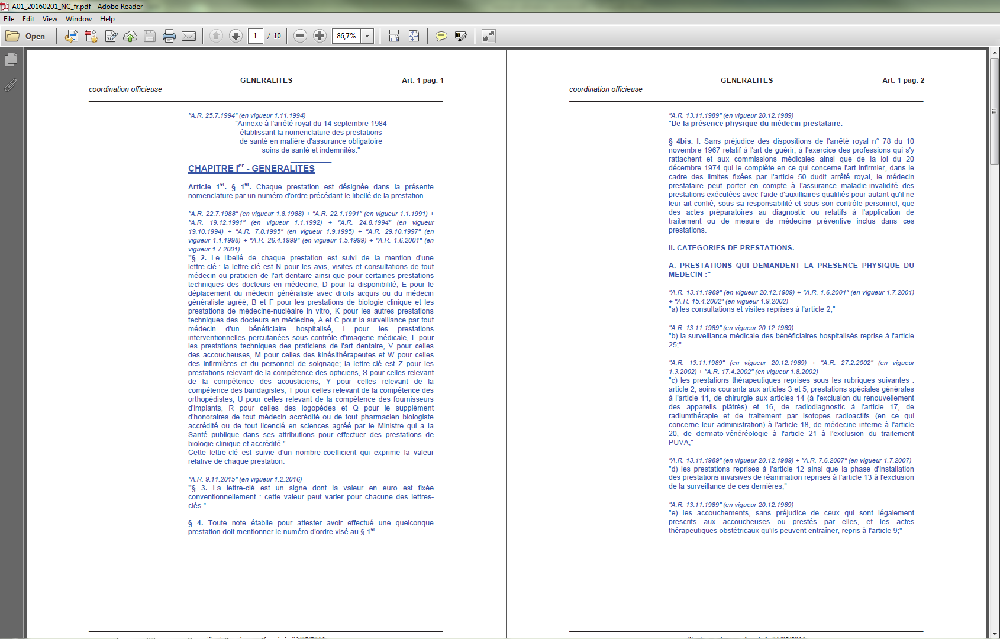 A01_20160201_NC_fr.pdf - Adobe Reader
File Edit View Window Help
Open 1 / 10 86,7%
GENERALITES Art. 1 pag. 1
coordination officieuse
"A.R. 25.7.1994" (en vigueur 1.11.1994)
"Annexe à l'arrêté royal du 14 septembre 1984
établissant la nomenclature des prestations
de santé en matière d'assurance obligatoire
soins de santé et indemnités."
CHAPITRE Ier - GENERALITES
Article 1er. § 1er. Chaque prestation est désignée dans la présente
nomenclature par un numéro d'ordre précédant le libellé de la prestation.
"A.R. 22.7.1988" (en vigueur 1.8.1988) + "A.R. 22.1.1991" (en vigueur 1.1.1991) +
"A.R. 19.12.1991" (en vigueur 1.1.1992) + "A.R. 24.8.1994" (en vigueur
19.10.1994) + "A.R. 7.8.1995" (en vigueur 1.9.1995) + "A.R. 29.10.1997" (en
vigueur 1.1.1998) + "A.R. 26.4.1999" (en vigueur 1.5.1999) + "A.R. 1.6.2001" (en
vigueur 1.7.2001)
"§ 2. Le libellé de chaque prestation est suivi de la mention d'une
lettre-clé : la lettre-clé est N pour les avis, visites et consultations de tout
médecin ou praticien de l'art dentaire ainsi que pour certaines prestations
techniques des docteurs en médecine, D pour la disponibilité, E pour le
déplacement du médecin généraliste avec droits acquis ou du médecin
généraliste agréé, B et F pour les prestations de biologie clinique et les
prestations de médecine-nucléaire in vitro, K pour les autres prestations
techniques des docteurs en médecine, A et C pour la surveillance par tout
médecin d'un bénéficiaire hospitalisé, I pour les prestations
interventionnelles percutanées sous contrôle d'imagerie médicale, L pour
les prestations techniques des praticiens de l'art dentaire, V pour celles
des accoucheuses, M pour celles des kinésithérapeutes et W pour celles
des infirmières et du personnel de soignage; la lettre-clé est Z pour les
prestations relevant de la compétence des opticiens, S pour celles relevant
de la compétence des acousticiens, Y pour celles relevant de la
compétence des bandagistes, T pour celles relevant de la compétence des
orthopédistes, U pour celles relevant de la compétence des fournisseurs
d'implants, R pour celles des logopèdes et Q pour le supplément
d'honoraires de tout médecin accrédité ou de tout pharmacien biologiste
accrédité ou de tout licencié en sciences agréé par le Ministre qui a la
Santé publique dans ses attributions pour effectuer des prestations de
biologie clinique et accrédité."
Cette lettre-clé est suivie d'un nombre-coefficient qui exprime la valeur
relative de chaque prestation.
"A.R. 9.11.2015" (en vigueur 1.2.2016)
"§ 3. La lettre-clé est un signe dont la valeur en euro est fixée
conventionnellement : cette valeur peut varier pour chacune des lettres-
clés."
§ 4. Toute note établie pour attester avoir effectué une quelconque
prestation doit mentionner le numéro d'ordre visé au § 1er.
GENERALITES Art. 1 pag. 2
coordination officieuse
"A.R. 13.11.1989" (en vigueur 20.12.1989)
"De la présence physique du médecin prestataire.
§ 4bis. I. Sans préjudice des dispositions de l'arrêté royal n° 78 du 10
novembre 1967 relatif à l'art de guérir, à l'exercice des professions qui s'y
rattachent et aux commissions médicales ainsi que de la loi du 20
décembre 1974 qui le complète en ce qui concerne l'art infirmier, dans le
cadre des limites fixées par l'article 50 dudit arrêté royal, le médecin
prestataire peut porter en compte à l'assurance maladie-invalidité des
prestations exécutées avec l'aide d'auxilliaires qualifiés pour autant qu'il ne
leur ait confié, sous sa responsabilité et sous son contrôle personnel, que
des actes préparatoires au diagnostic ou relatifs à l'application de
traitement ou de mesure de médecine préventive inclus dans ces
prestations.
II. CATEGORIES DE PRESTATIONS.
A. PRESTATIONS QUI DEMANDENT LA PRESENCE PHYSIQUE DU
MEDECIN :"
"A.R. 13.11.1989" (en vigueur 20.12.1989) + "A.R. 1.6.2001" (en vigueur 1.7.2001)
+ "A.R. 15.4.2002" (en vigueur 1.9.2002)
"a) les consultations et visites reprises à l'article 2;"
"A.R. 13.11.1989" (en vigueur 20.12.1989)
"b) la surveillance médicale des bénéficiaires hospitalisés reprise à l'article
25;"
"A.R. 13.11.1989" (en vigueur 20.12.1989) + "A.R. 27.2.2002" (en vigueur
1.3.2002) + "A.R. 17.4.2002" (en vigueur 1.8.2002)
"c) les prestations thérapeutiques reprises sous les rubriques suivantes :
article 2, soins courants aux articles 3 et 5, prestations spéciales générales
à l'article 11, de chirurgie aux articles 14 (à l'exclusion du renouvellement
des appareils plâtrés) et 16, de radiodiagnostic à l'article 17, de
radiumthérapie et de traitement par isotopes radioactifs (en ce qui
concerne leur administration) à l'article 18, de médecine interne à l'article
20, de dermato-vénéréologie à l'article 21 à l'exclusion du traitement
PUVA;"
"A.R. 13.11.1989" (en vigueur 20.12.1989) + "A.R. 7.6.2007" (en vigueur 1.7.2007)
"d) les prestations reprises à l'article 12 ainsi que la phase d'installation
des prestations invasives de réanimation reprises à l'article 13 à l'exclusion
de la surveillance de ces dernières;"
"A.R. 13.11.1989" (en vigueur 20.12.1989)
"e) les accouchements, sans préjudice de ceux qui sont légalement
prescrits aux accoucheuses ou prestés par elles, et les actes
thérapeutiques obstétricaux qu'ils peuvent entraîner, repris à l'article 9;"